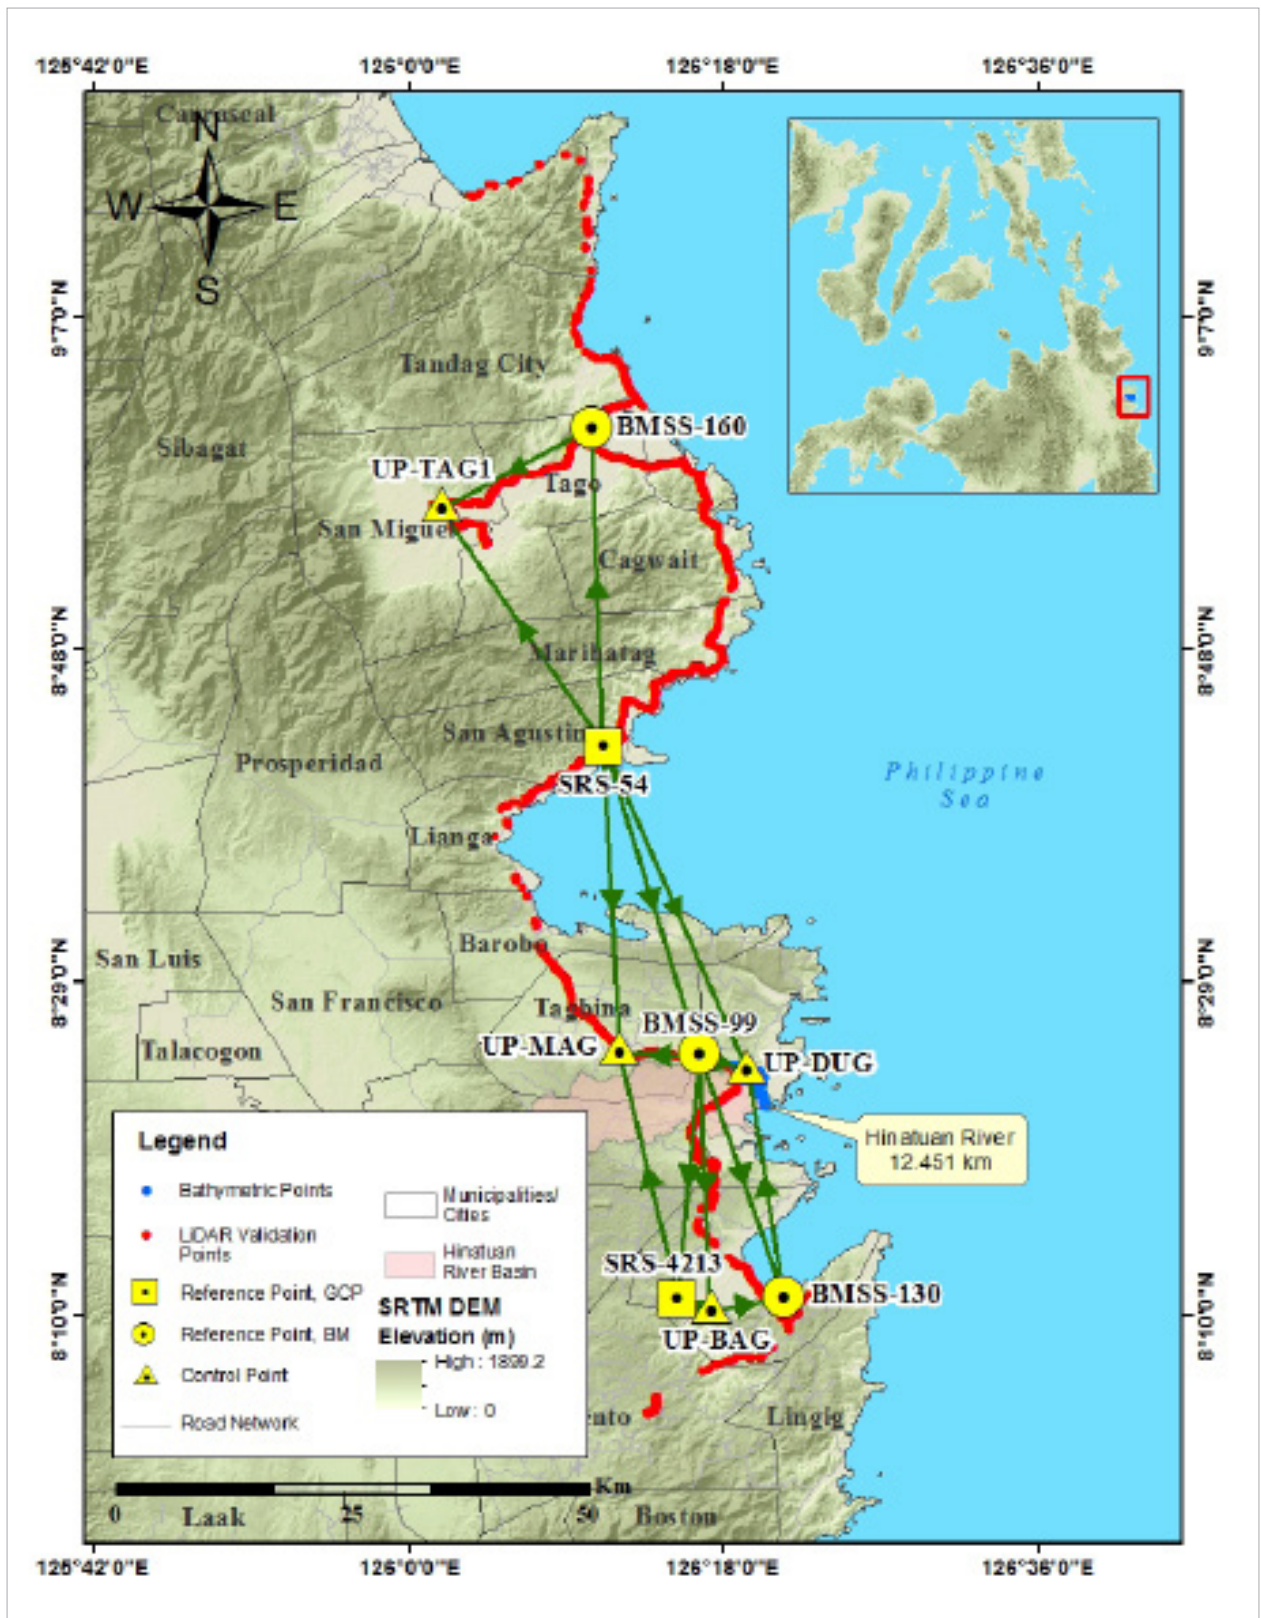 125°42'0"E
126°0'0"E
126°18'0"E
126°36'0"E
Carrascal
N
W
E
S
9°7'0"N
9°7'0"N
Tandag City
BMSS-160
Sibagat
UP-TAG1
Tago
San Miguel
Cagwait
8°48'0"N
8°48'0"N
Marihatag
San Agustin
Prosperidad
SRS-54
Philippine
Sea
Lianga
Barobo
San Luis
8°29'0"N
8°29'0"N
San Francisco
Tagbina
BMSS-99
Talacogon
UP-MAG
UP-DUG
Hinatuan River
12.451 km
Legend
Bathymetric Points
LiDAR Validation
Points
Reference Point, GCP
Reference Point, BM
Control Point
Road Network
Municipalities/
Cities
Hinatuan
River Basin
SRTM DEM
Elevation (m)
High : 1899.2
Low : 0
SRS-4213
BMSS-130
8°10'0"N
8°10'0"N
UP-BAG
ento
Lingig
Km
0
25
50
Laak
Boston
125°42'0"E
126°0'0"E
126°18'0"E
126°36'0"E